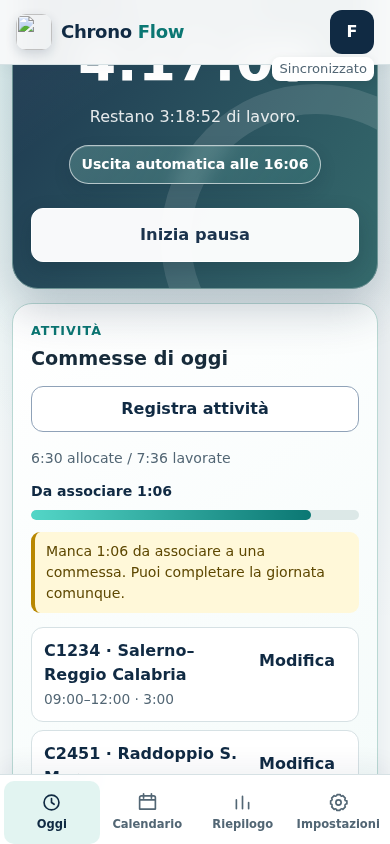 Chrono Flow
F
Sincronizzato
Restano 3:18:52 di lavoro.
Uscita automatica alle 16:06
Inizia pausa
ATTIVITÀ
Commesse di oggi
Registra attività
6:30 allocate / 7:36 lavorate
Da associare 1:06
Manca 1:06 da associare a una
commessa. Puoi completare la giornata
comunque.
C1234 · Salerno–
Reggio Calabria
Modifica
09:00–12:00 · 3:00
C2451 · Raddoppio S.
Modifica
Oggi
Calendario
Riepilogo
Impostazioni